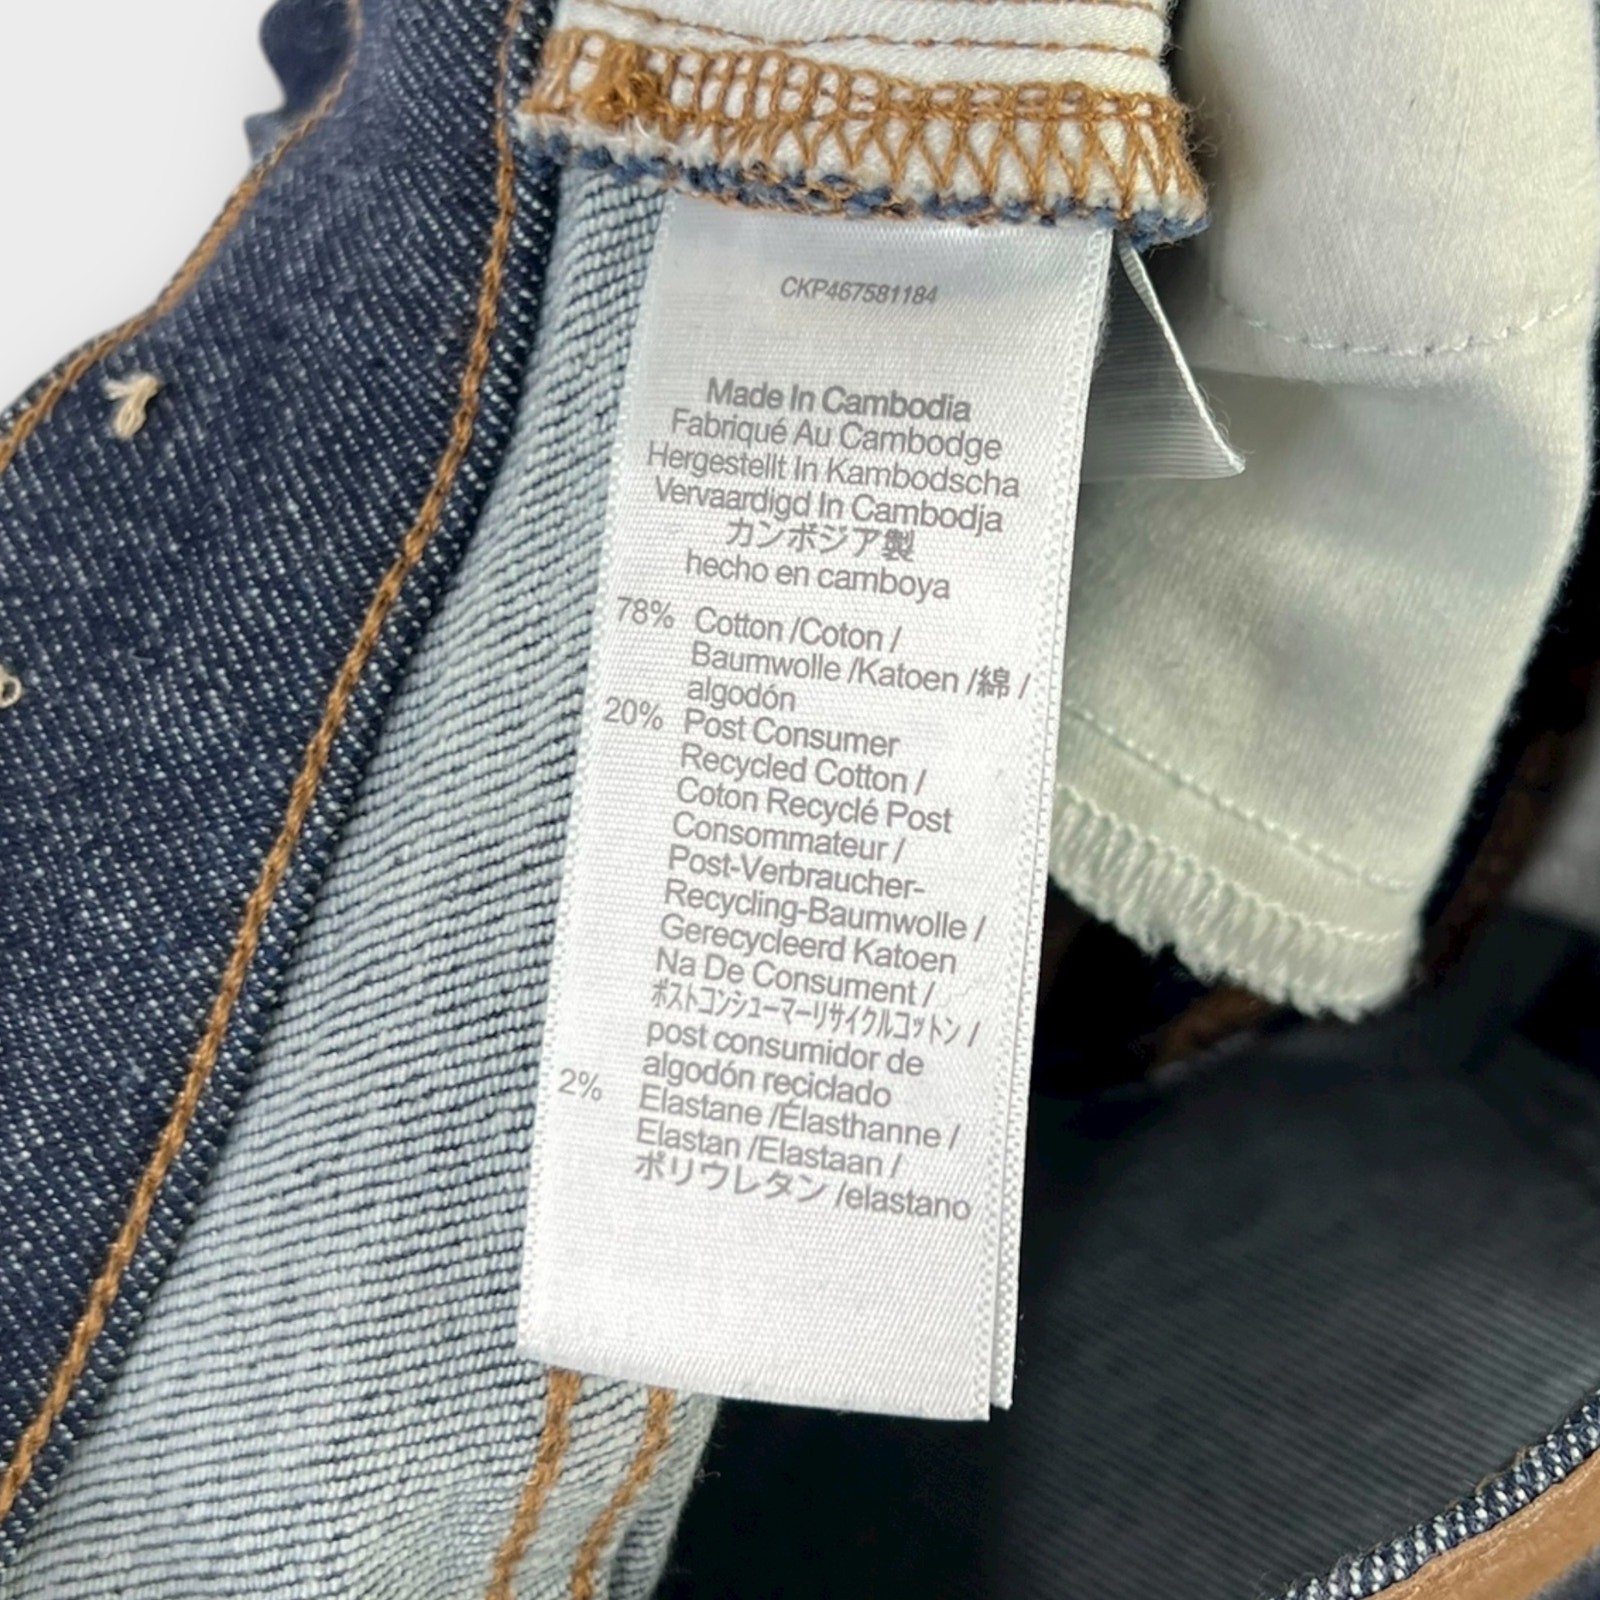 CKP467581184
Made In Cambodia
Fabriqué Au Cambodge
Hergestellt In Kambodscha
Vervaardigd In Cambodja
カンボジア製
hecho en camboya
78% Cotton /Coton /
Baumwolle /Katoen /綿 /
algodón
20% Post Consumer
Recycled Cotton /
Coton Recyclé Post
Consommateur /
Post-Verbraucher-
Recycling-Baumwolle /
Gerecycleerd Katoen
Na De Consument /
ポストコンシューマーリサイクルコットン /
post consumidor de
algodón reciclado
2% Elastane /Élasthanne /
Elastan /Elastaan /
ポリウレタン /elastano